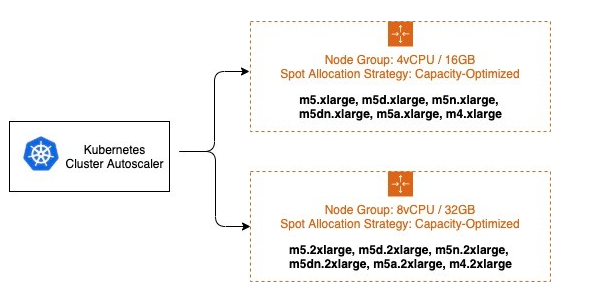 Kubernetes
Cluster Autoscaler
Node Group: 4vCPU / 16GB
Spot Allocation Strategy: Capacity-Optimized
m5.xlarge, m5d.xlarge, m5n.xlarge,
m5dn.xlarge, m5a.xlarge, m4.xlarge
Node Group: 8vCPU / 32GB
Spot Allocation Strategy: Capacity-Optimized
m5.2xlarge, m5d.2xlarge, m5n.2xlarge,
m5dn.2xlarge, m5a.2xlarge, m4.2xlarge